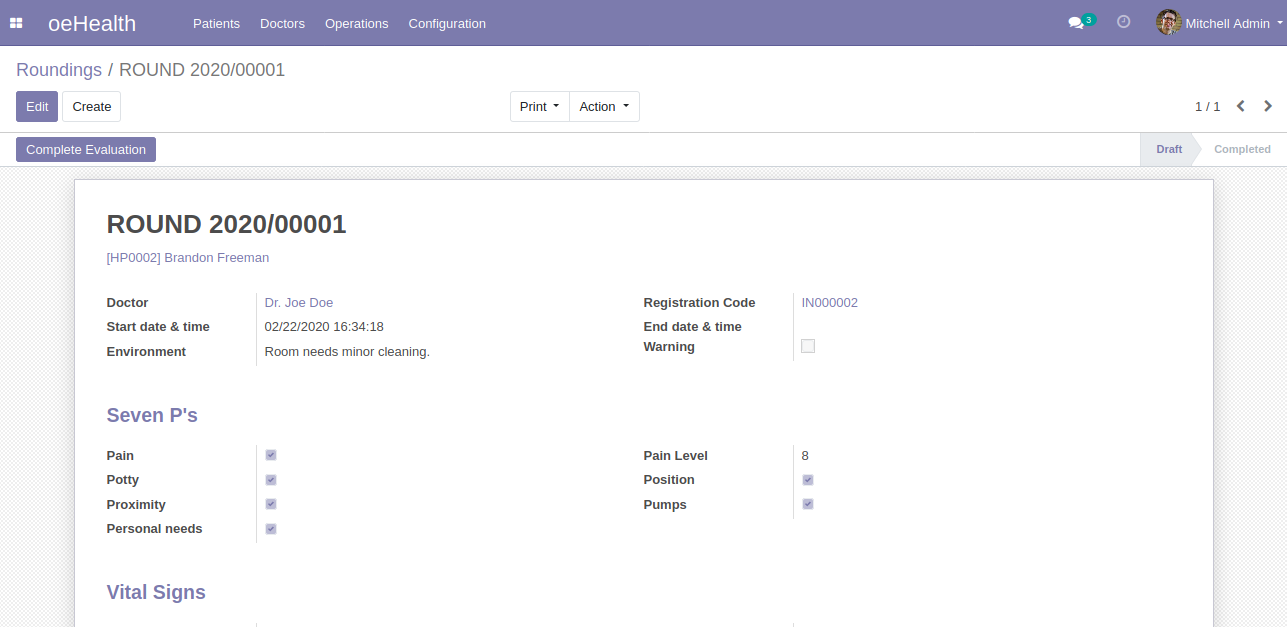 oeHealth Patients Doctors Operations Configuration 3 Mitchell Admin
Roundings / ROUND 2020/00001
Edit Create Print Action 1 / 1
Complete Evaluation Draft Completed
ROUND 2020/00001
[HP0002] Brandon Freeman
Doctor Dr. Joe Doe Registration Code IN000002
Start date & time 02/22/2020 16:34:18 End date & time
Environment Room needs minor cleaning. Warning
Seven P's
Pain Pain Level 8
Potty Position
Proximity Pumps
Personal needs
Vital Signs